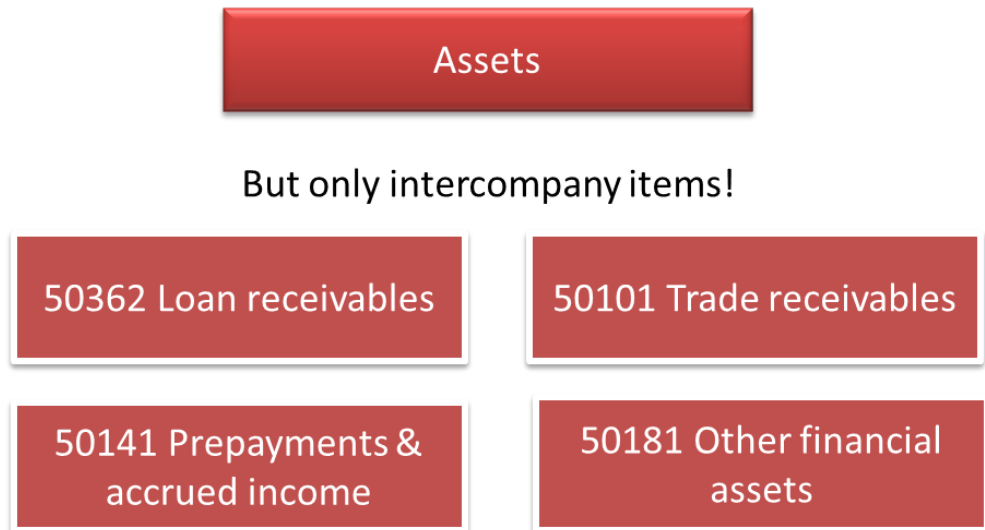 Assets
But only intercompany items!
50362 Loan receivables
50101 Trade receivables
50141 Prepayments &
accrued income
50181 Other financial
assets